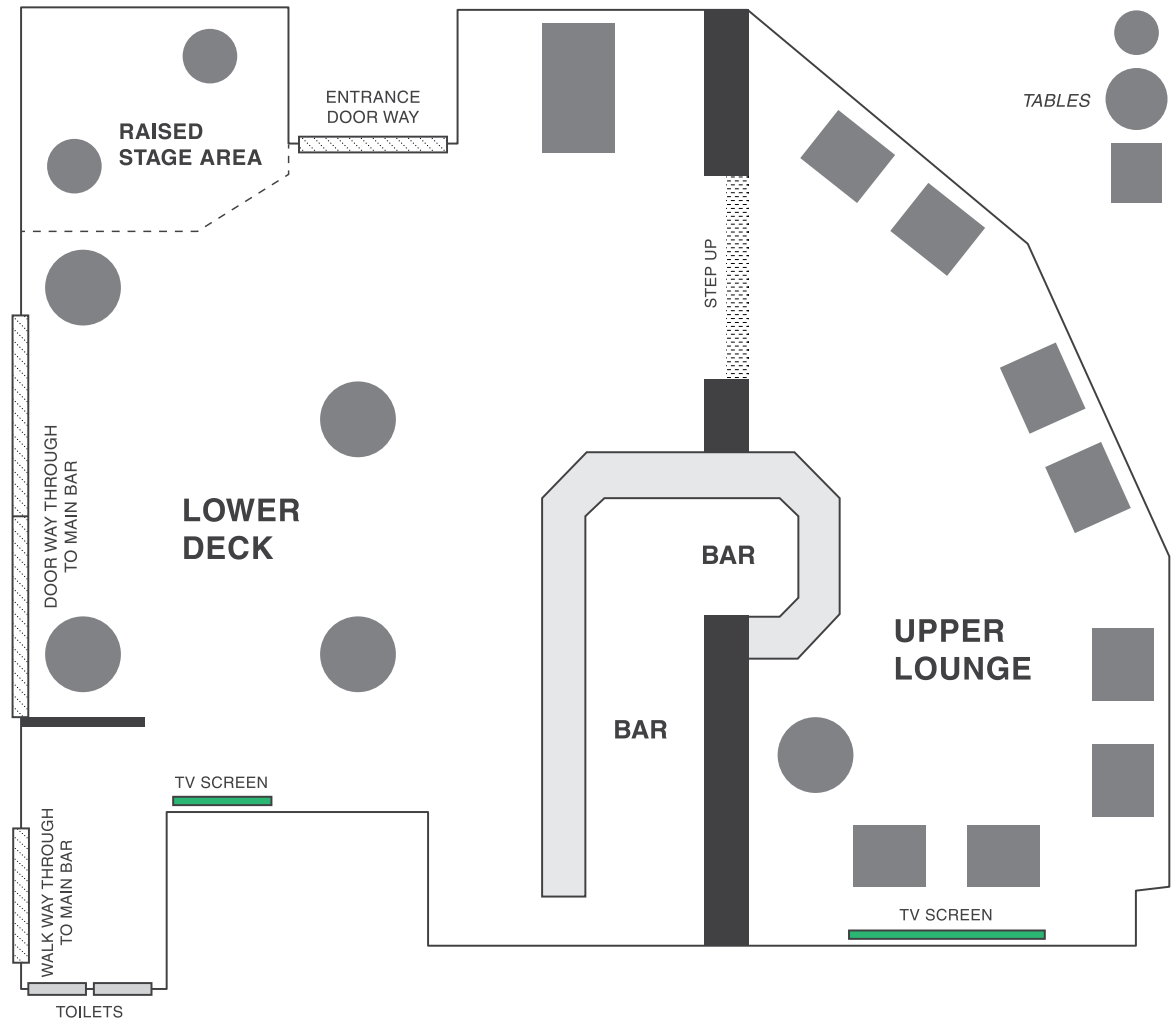 ENTRANCE
DOOR WAY
TABLES
RAISED
STAGE AREA
STEP UP
DOOR WAY THROUGH
TO MAIN BAR
LOWER
DECK
BAR
UPPER
LOUNGE
BAR
TV SCREEN
WALK WAY THROUGH
TO MAIN BAR
TV SCREEN
TOILETS